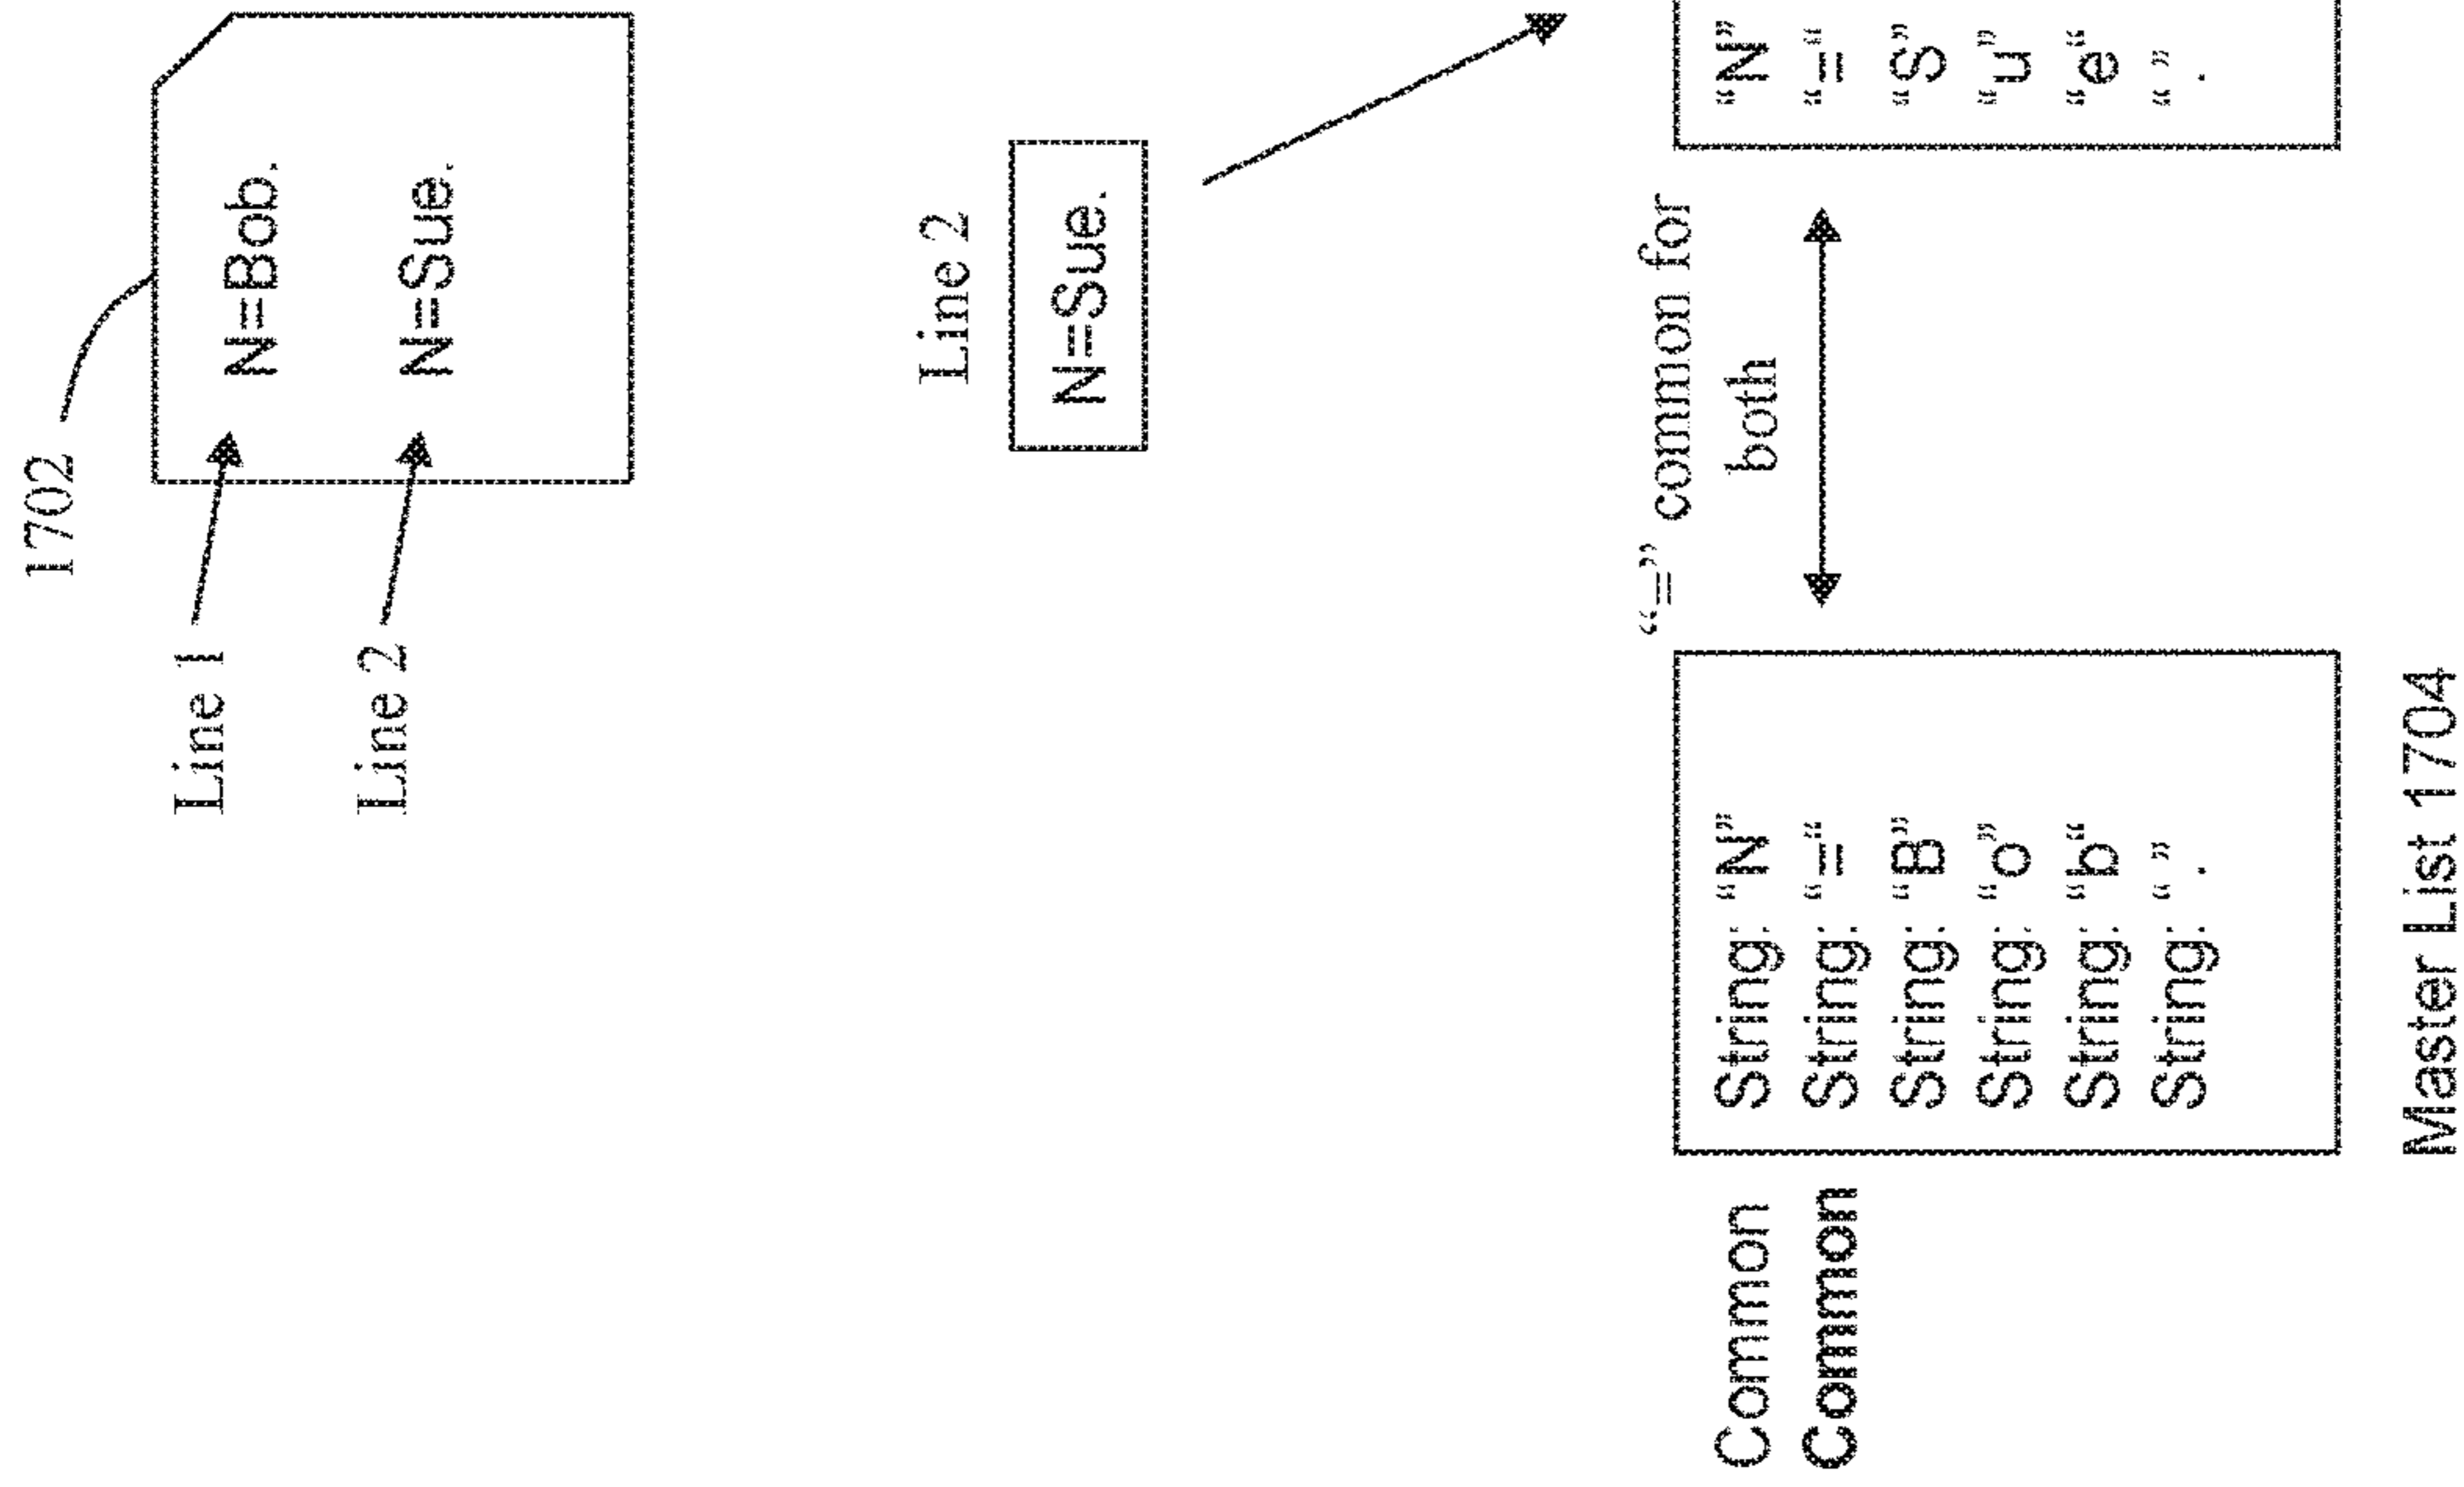 1702
Line 1
N=Bob.
Line 2
N=Sue.
Line 2
N=Sue.
“=” common for
both
Common
String: “N”
Common
String: “=“
String: “B”
String: “o”
String: “b“
String: “.”
“N”
“=“
“S”
“u”
“e“
“.”
Master List 1704